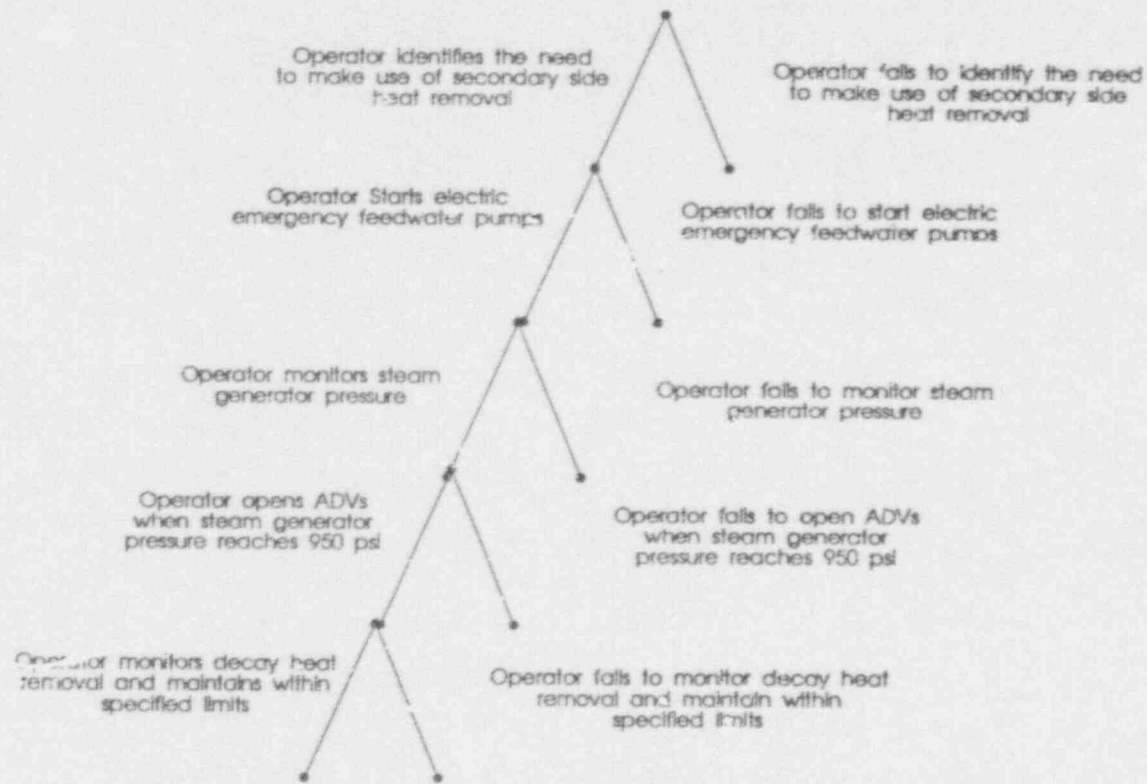 Operator identifies the need
to make use of secondary side
heat removal
Operator fails to identify the need
to make use of secondary side
heat removal
Operator Starts electric
emergency feedwater pumps
Operator fails to start electric
emergency feedwater pumps
Operator monitors steam
generator pressure
Operator fails to monitor steam
generator pressure
Operator opens ADVs
when steam generator
pressure reaches 950 psi
Operator fails to open ADVs
when steam generator
pressure reaches 950 psi
Operator monitors decay heat
removal and maintains within
specified limits
Operator fails to monitor decay heat
removal and maintain within
specified limits